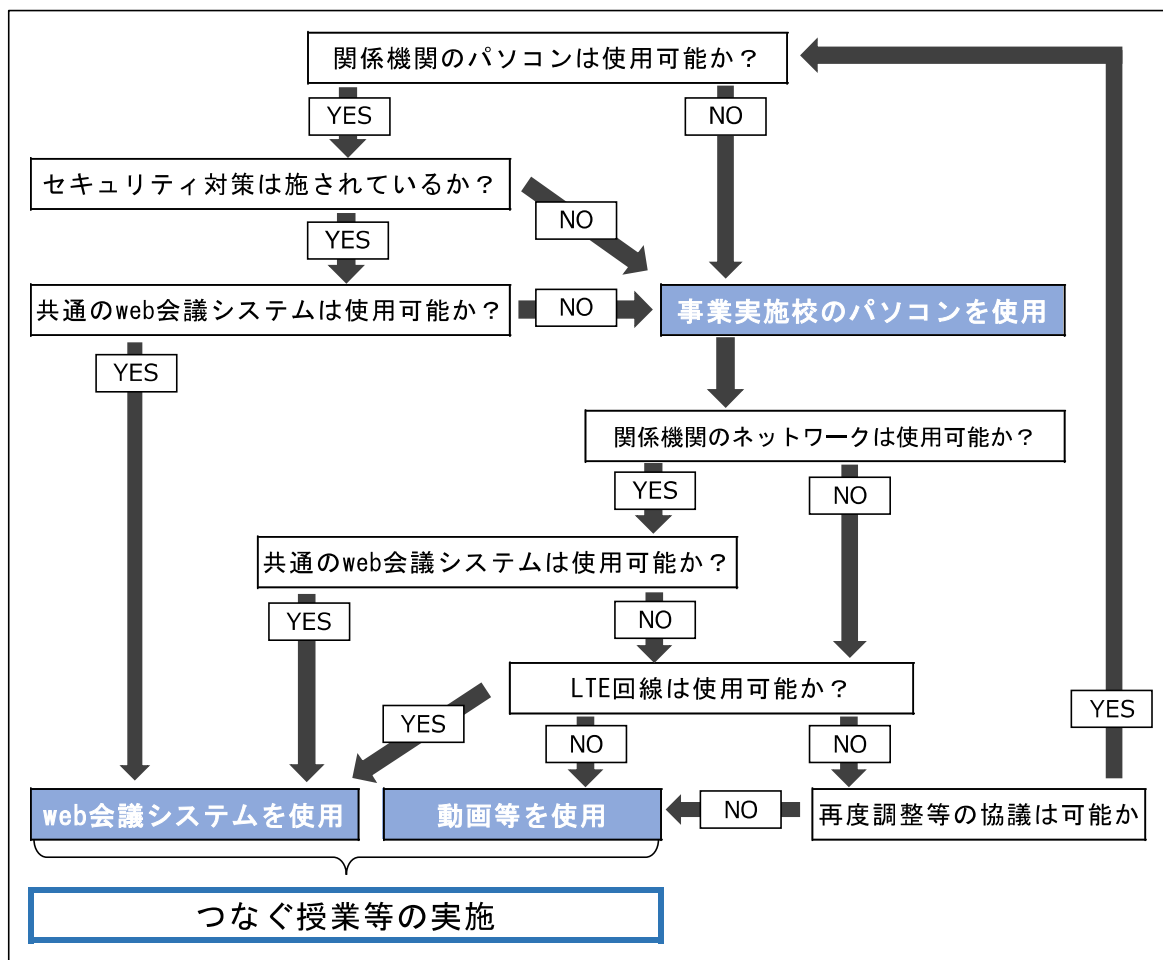 関係機関のパソコンは使用可能か？
YES
NO
セキュリティ対策は施されているか？
NO
YES
共通のweb会議システムは使用可能か？
NO
事業実施校のパソコンを使用
YES
関係機関のネットワークは使用可能か？
YES
NO
共通のweb会議システムは使用可能か？
YES
NO
LTE回線は使用可能か？
YES
NO
NO
YES
web会議システムを使用
動画等を使用
NO
再度調整等の協議は可能か
つなぐ授業等の実施